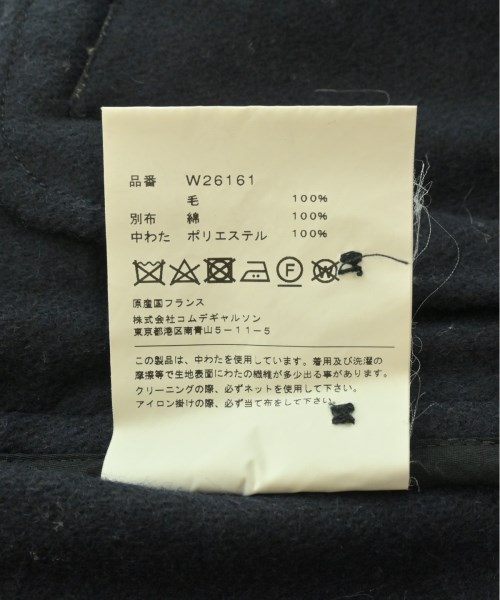 品番 W26161
毛 100%
別布 綿 100%
中わた ポリエステル 100%
F W
原産国フランス
株式会社コムデギャルソン
東京都港区南青山5-11-5
この製品は、中わたを使用しています。着用及び洗濯の
摩擦等で生地表面にわたの繊維が多少出る事があります。
クリーニングの際、必ずネットを使用して下さい。
アイロン掛けの際、必ず当て布をして下さい。